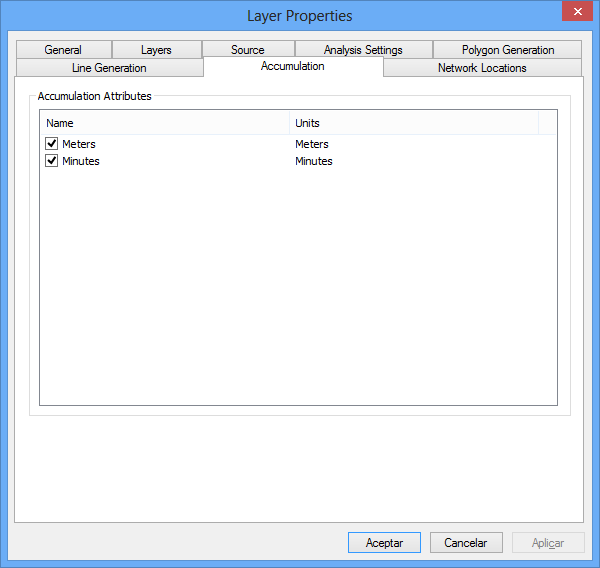 Layer Properties
General Layers Source Analysis Settings Polygon Generation
Line Generation Accumulation Network Locations
Accumulation Attributes
Name Units
Meters Meters
Minutes Minutes
Aceptar Cancelar Aplicar